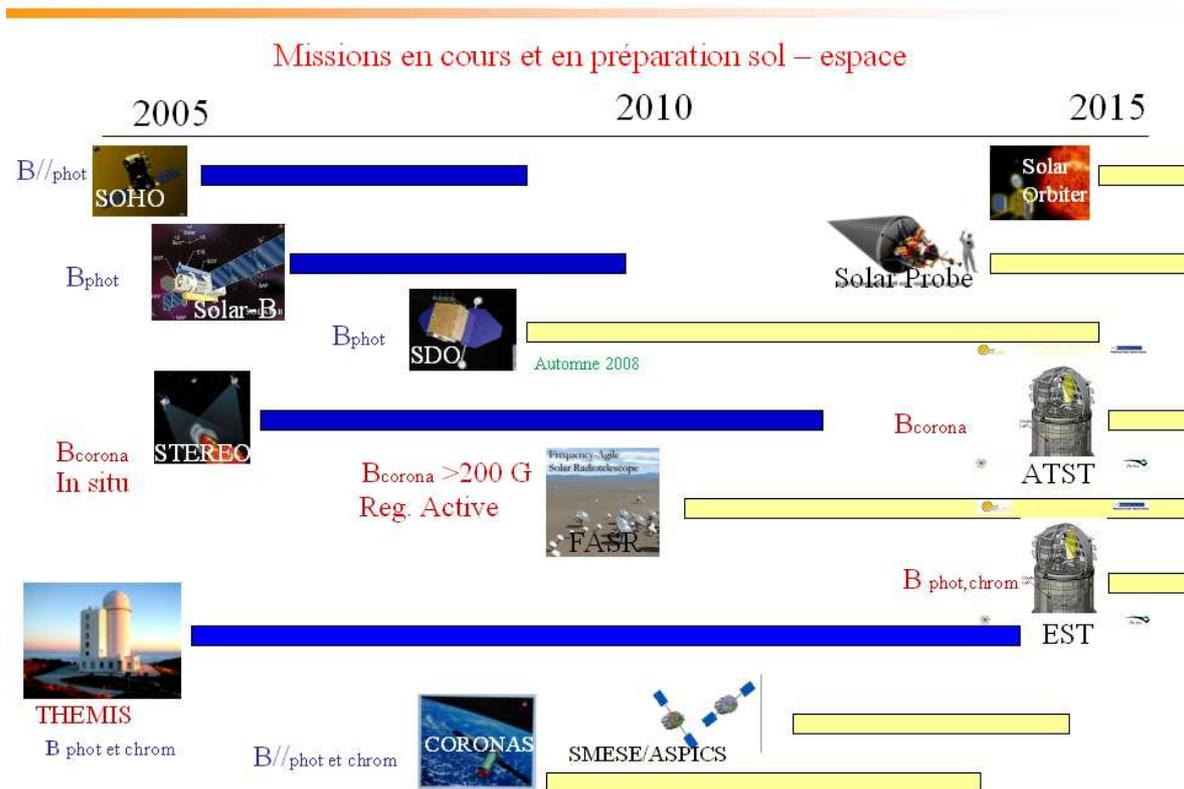 Missions en cours et en préparation sol – espace
2005
2010
2015
B//phot
SOHO
Solar
Orbiter
Bphot
Solar-B
Solar Probe
Bphot
SDO
Automne 2008
STEREO
Bcorona
In situ
Bcorona >200 G
Reg. Active
Frequency-Agile
Solar Radiotelescope
FASR
Bcorona
ATST
B phot,chrom
EST
THEMIS
B phot et chrom
B//phot et chrom
CORONAS
SMESE/ASPICS